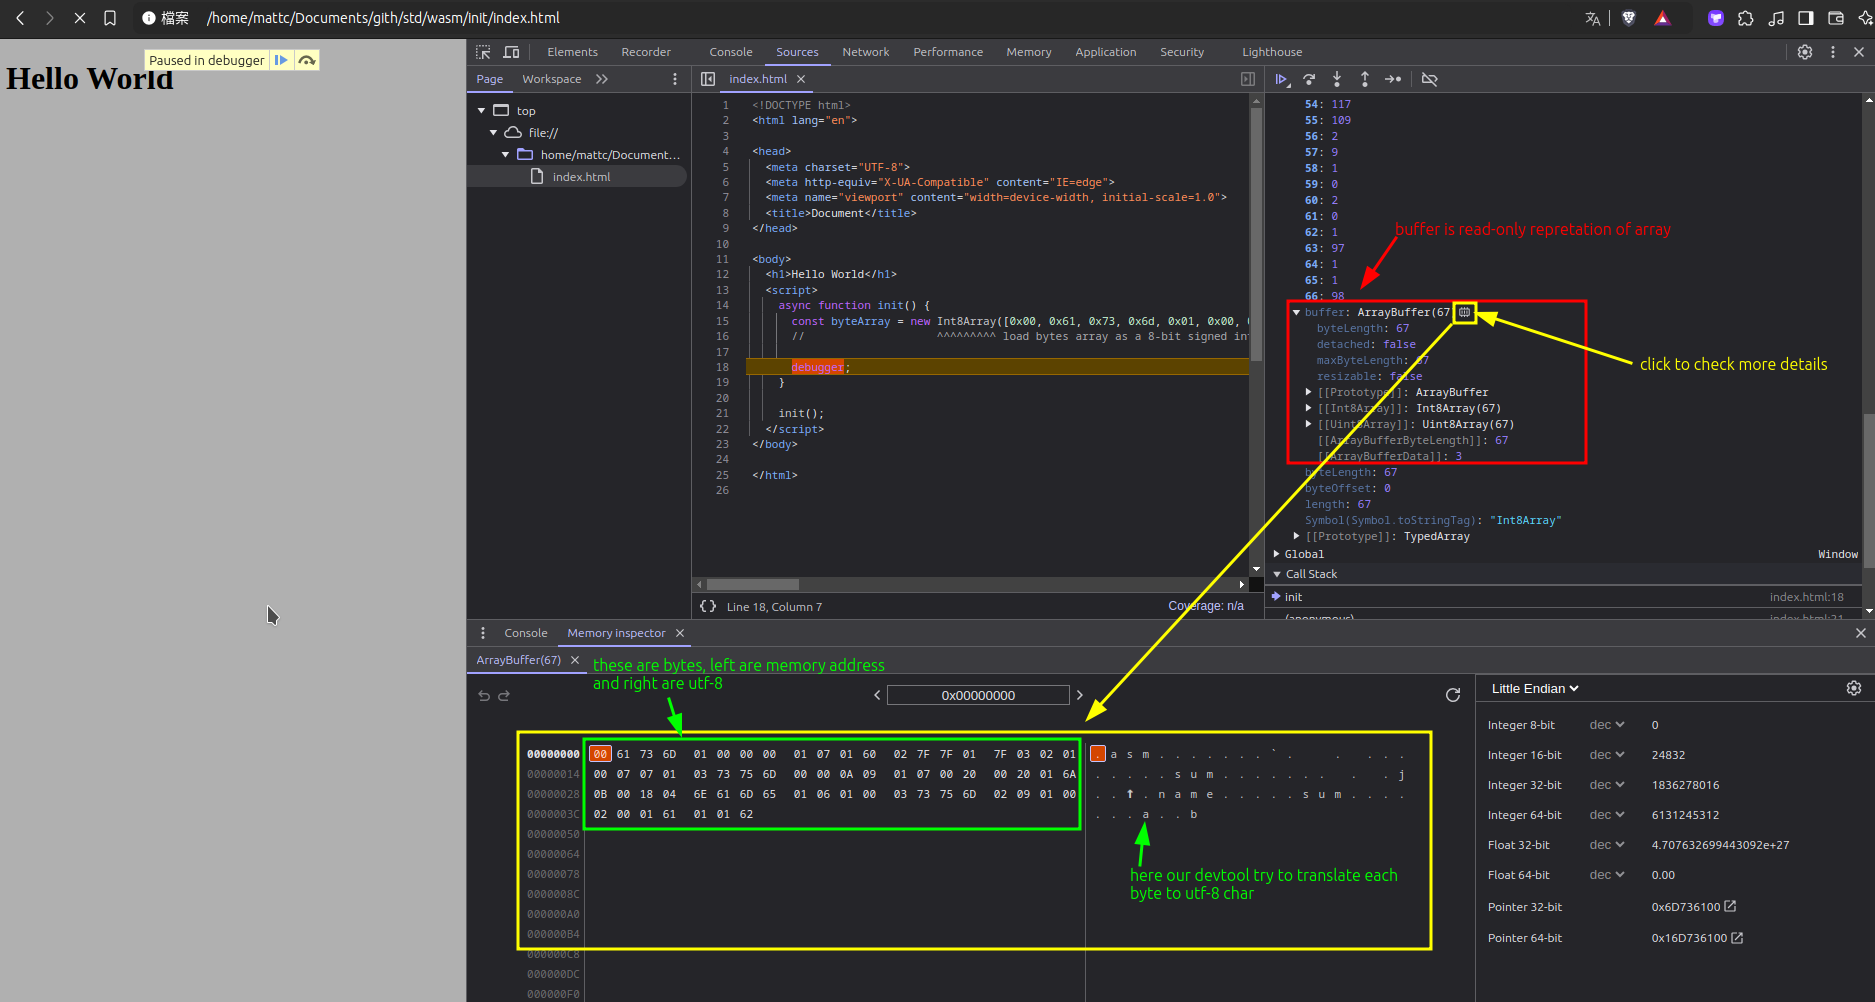 檔案 /home/mattc/Documents/gith/std/wasm/init/index.html
Paused in debugger
Hello World
Elements Recorder Console Sources Network Performance Memory Application Security Lighthouse
Page Workspace
top
file://
home/mattc/Document…
index.html
index.html
1 <!DOCTYPE html>
2 <html lang="en">
3
4 <head>
5 <meta charset="UTF-8">
6 <meta http-equiv="X-UA-Compatible" content="IE=edge">
7 <meta name="viewport" content="width=device-width, initial-scale=1.0">
8 <title>Document</title>
9 </head>
10
11 <body>
12 <h1>Hello World</h1>
13 <script>
14 async function init() {
15 const byteArray = new Int8Array([0x00, 0x61, 0x73, 0x6d, 0x01, 0x00,
16 // ^^^^^^^^^ load bytes array as a 8-bit signed in
17
18 debugger;
19 }
20
21 init();
22 </script>
23 </body>
24
25 </html>
26
Line 18, Column 7
Coverage: n/a
54: 117
55: 109
56: 2
57: 9
58: 1
59: 0
60: 2
61: 0
62: 1
63: 97
64: 1
65: 1
66: 98
buffer is read-only repretation of array
buffer: ArrayBuffer(67)
byteLength: 67
detached: false
maxByteLength: 67
resizable: false
[[Prototype]]: ArrayBuffer
[[Int8Array]]: Int8Array(67)
[[Uint8Array]]: Uint8Array(67)
[[ArrayBufferByteLength]]: 67
[[ArrayBufferData]]: 3
click to check more details
byteLength: 67
byteOffset: 0
length: 67
Symbol(Symbol.toStringTag): "Int8Array"
[[Prototype]]: TypedArray
Global Window
Call Stack
init index.html:18
(anonymous) index.html:21
Console Memory inspector
ArrayBuffer(67)
these are bytes, left are memory address
and right are utf-8
0x00000000
00000000 00 61 73 6D 01 00 00 00 01 07 01 60 02 7F 7F 01 7F 03 02 01 . a s m . . . . . . . ` . . . . .
00000014 00 07 07 01 03 73 75 6D 00 00 0A 09 01 07 00 20 00 20 01 6A . . . . . s u m . . . . . . . . . j
00000028 0B 00 18 04 6E 61 6D 65 01 06 01 00 03 73 75 6D 02 09 01 00 . . ↑ . n a m e . . . . . s u m . . . .
0000003C 02 00 01 61 01 01 62 . . . a . . b
00000050
00000064
00000078
0000008C
000000A0
000000B4
000000C8
000000DC
000000F0
here our devtool try to translate each
byte to utf-8 char
Little Endian
Integer 8-bit dec 0
Integer 16-bit dec 24832
Integer 32-bit dec 1836278016
Integer 64-bit dec 6131245312
Float 32-bit dec 4.707632699443092e+27
Float 64-bit dec 0.00
Pointer 32-bit 0x6D736100
Pointer 64-bit 0x16D736100